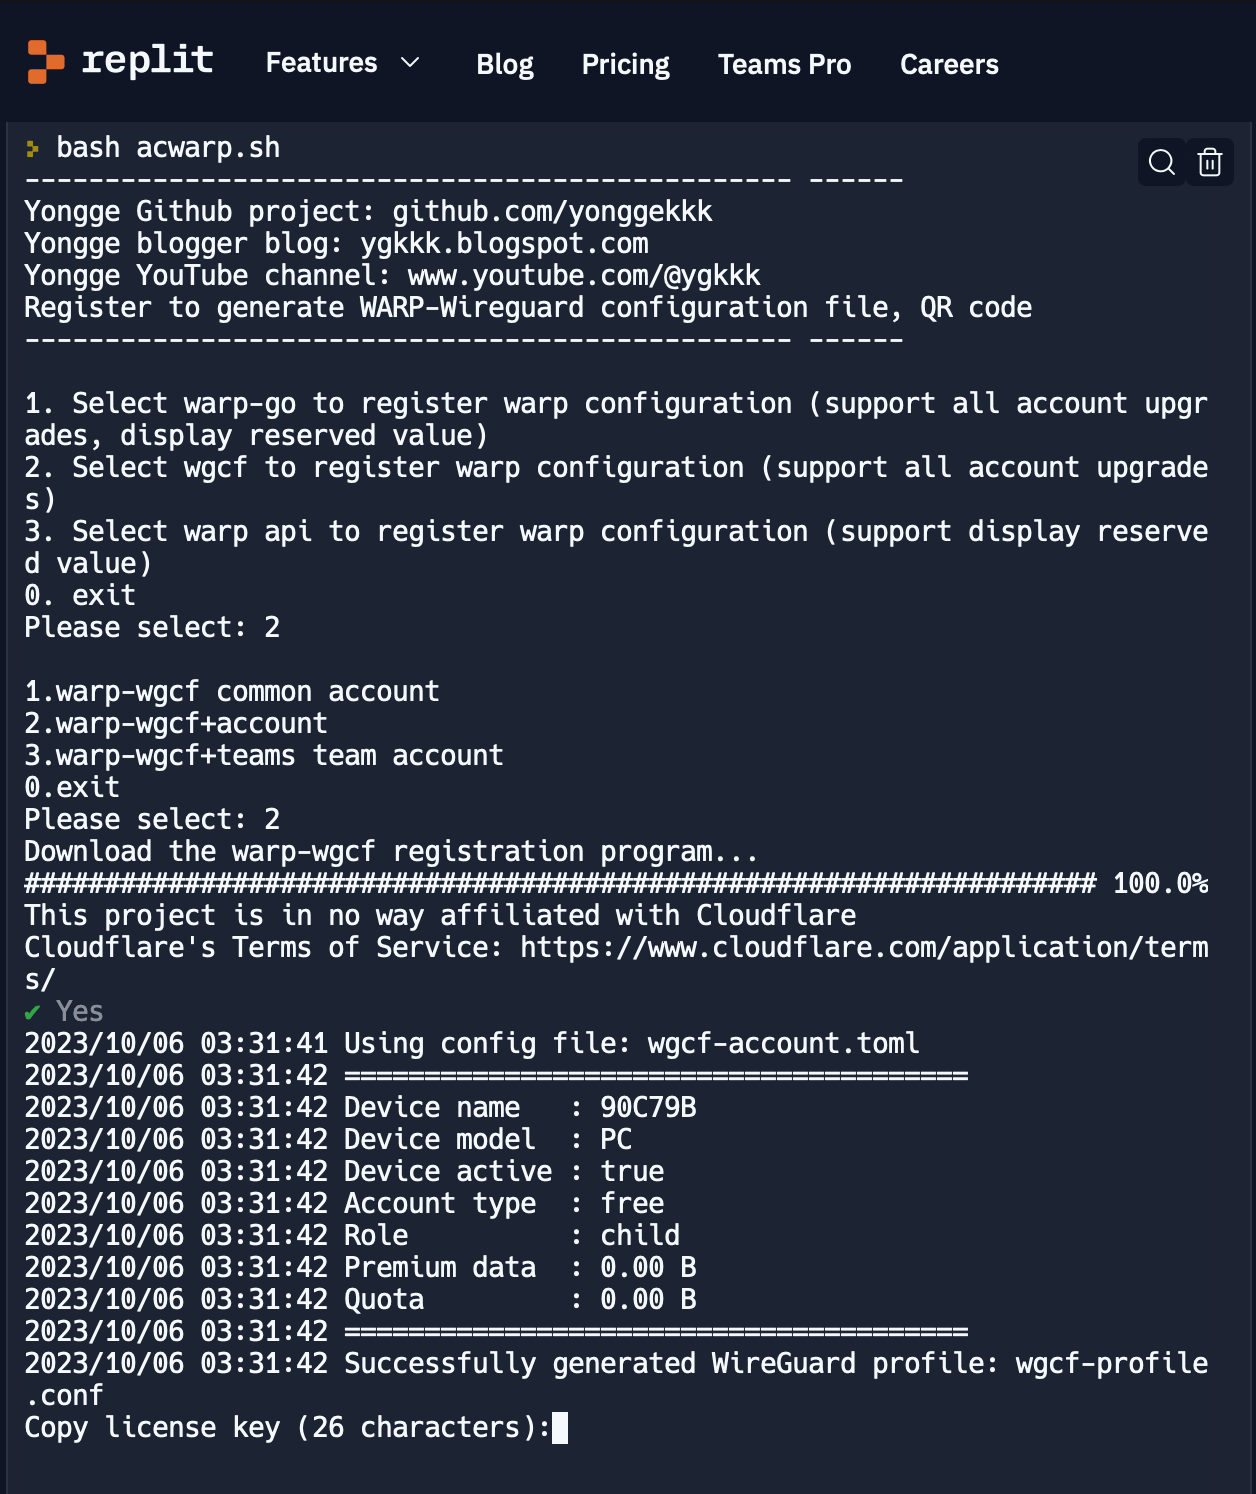 replit Features Blog Pricing Teams Pro Careers
bash acwarp.sh
------------------------------------------------ ------
Yongge Github project: github.com/yonggekkk
Yongge blogger blog: ygkkk.blogspot.com
Yongge YouTube channel: www.youtube.com/@ygkkk
Register to generate WARP-Wireguard configuration file, QR code
------------------------------------------------ ------
1. Select warp-go to register warp configuration (support all account upgr
ades, display reserved value)
2. Select wgcf to register warp configuration (support all account upgrade
s)
3. Select warp api to register warp configuration (support display reserve
d value)
0. exit
Please select: 2
1.warp-wgcf common account
2.warp-wgcf+account
3.warp-wgcf+teams team account
0.exit
Please select: 2
Download the warp-wgcf registration program...
################################################################### 100.0%
This project is in no way affiliated with Cloudflare
Cloudflare's Terms of Service: https://www.cloudflare.com/application/term
s/
✔ Yes
2023/10/06 03:31:41 Using config file: wgcf-account.toml
2023/10/06 03:31:42 =======================================
2023/10/06 03:31:42 Device name   : 90C79B
2023/10/06 03:31:42 Device model  : PC
2023/10/06 03:31:42 Device active : true
2023/10/06 03:31:42 Account type  : free
2023/10/06 03:31:42 Role          : child
2023/10/06 03:31:42 Premium data  : 0.00 B
2023/10/06 03:31:42 Quota         : 0.00 B
2023/10/06 03:31:42 =======================================
2023/10/06 03:31:42 Successfully generated WireGuard profile: wgcf-profile
.conf
Copy license key (26 characters):